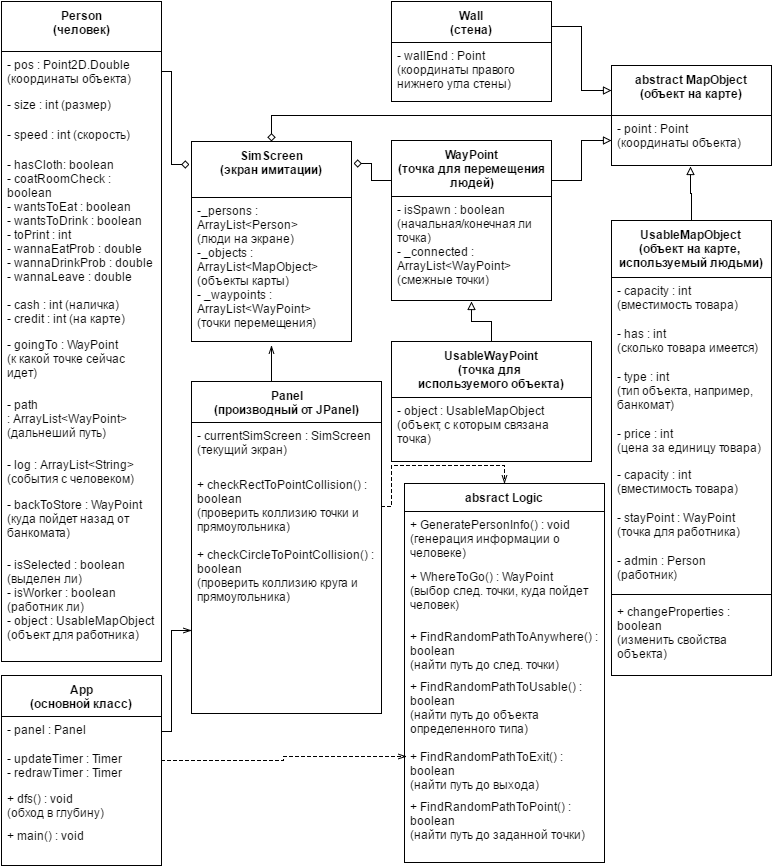 Person
(человек)
- pos : Point2D.Double
(координаты объекта)
- size : int (размер)
- speed : int (скорость)
- hasCloth: boolean
- coatRoomCheck :
boolean
- wantsToEat : boolean
- wantsToDrink : boolean
- toPrint : int
- wannaEatProb : double
- wannaDrinkProb : double
- wannaLeave : double
- cash : int (наличка)
- credit : int (на карте)
- goingTo : WayPoint
(к какой точке сейчас
идет)
- path
: ArrayList<WayPoint>
(дальнеший путь)
- log : ArrayList<String>
(события с человеком)
- backToStore : WayPoint
(куда пойдет назад от
банкомата)
- isSelected : boolean
(выделен ли)
- isWorker : boolean
(работник ли)
- object : UsableMapObject
(объект для работника)
App
(основной класс)
- panel : Panel
- updateTimer : Timer
- redrawTimer : Timer
+ dfs() : void
(обход в глубину)
+ main() : void
SimScreen
(экран имитации)
-_persons :
ArrayList<Person>
(люди на экране)
-_objects :
ArrayList<MapObject>
(объекты карты)
- _waypoints :
ArrayList<WayPoint>
(точки перемещения)
Panel
(производный от JPanel)
- currentSimScreen : SimScreen
(текущий экран)
+ checkRectToPointCollision() :
boolean
(проверить коллизию точки и
прямоугольника)
+ checkCircleToPointCollision() :
boolean
(проверить коллизию круга и
прямоугольника)
Wall
(стена)
- wallEnd : Point
(координаты правого
нижнего угла стены)
WayPoint
(точка для перемещения
людей)
- isSpawn : boolean
(начальная/конечная ли
точка)
- _connected :
ArrayList<WayPoint>
(смежные точки)
UsableWayPoint
(точка для
используемого объекта)
- object : UsableMapObject
(объект, с которым связана
точка)
absract Logic
+ GeneratePersonInfo() : void
(генерация информации о
человеке)
+ WhereToGo() : WayPoint
(выбор след. точки, куда пойдет
человек)
+ FindRandomPathToAnywhere() :
boolean
(найти путь до след. точки)
+ FindRandomPathToUsable() :
boolean
(найти путь до объекта
определенного типа)
+ FindRandomPathToExit() :
boolean
(найти путь до выхода)
+ FindRandomPathToPoint() :
boolean
(найти путь до заданной точки)
abstract MapObject
(объект на карте)
- point : Point
(координаты объекта)
UsableMapObject
(объект на карте,
используемый людьми)
- capacity : int
(вместимость товара)
- has : int
(сколько товара имеется)
- type : int
(тип объекта, например,
банкомат)
- price : int
(цена за единицу товара)
- capacity : int
(вместимость товара)
- stayPoint : WayPoint
(точка для работника)
- admin : Person
(работник)
+ changeProperties :
boolean
(изменить свойства
объекта)